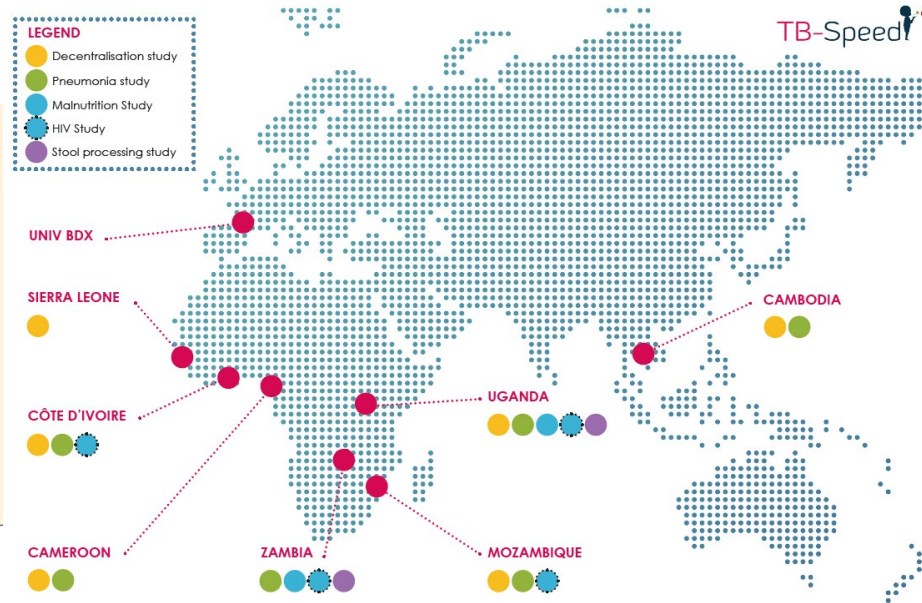 LEGEND
Decentralisation study
Pneumonia study
Malnutrition Study
HIV Study
Stool processing study
TB-Speed
UNIV BDX
SIERRA LEONE
CAMBODIA
UGANDA
CÔTE D'IVOIRE
CAMEROON
ZAMBIA
MOZAMBIQUE